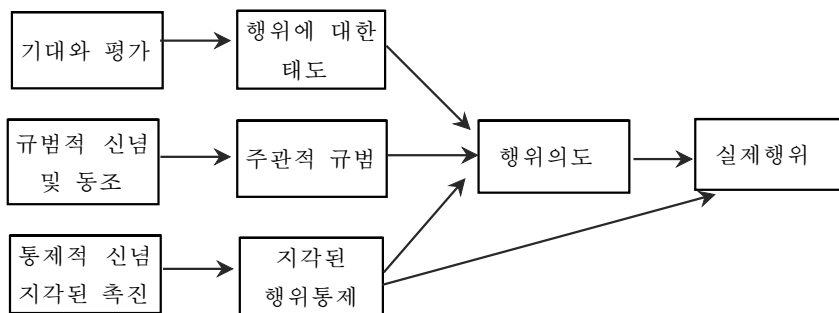 기대와 평가
행위에 대한
태도
규범적 신념
및 동조
주관적 규범
행위의도
실제행위
통제적 신념
지각된 촉진
지각된
행위통제